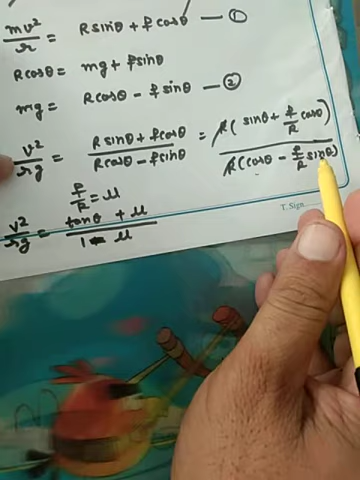 mv²/r = R sinθ + f cosθ — ①
R cosθ = mg + f sinθ
mg = R cosθ - f sinθ — ②
v²/rg = (R sinθ + f cosθ)/(R cosθ - f sinθ) = R(sinθ + f/R cosθ)/R(cosθ - f/R sinθ)
f/R = μ
v²/rg = (tanθ + μ)/(1 - μ)
T. Sign